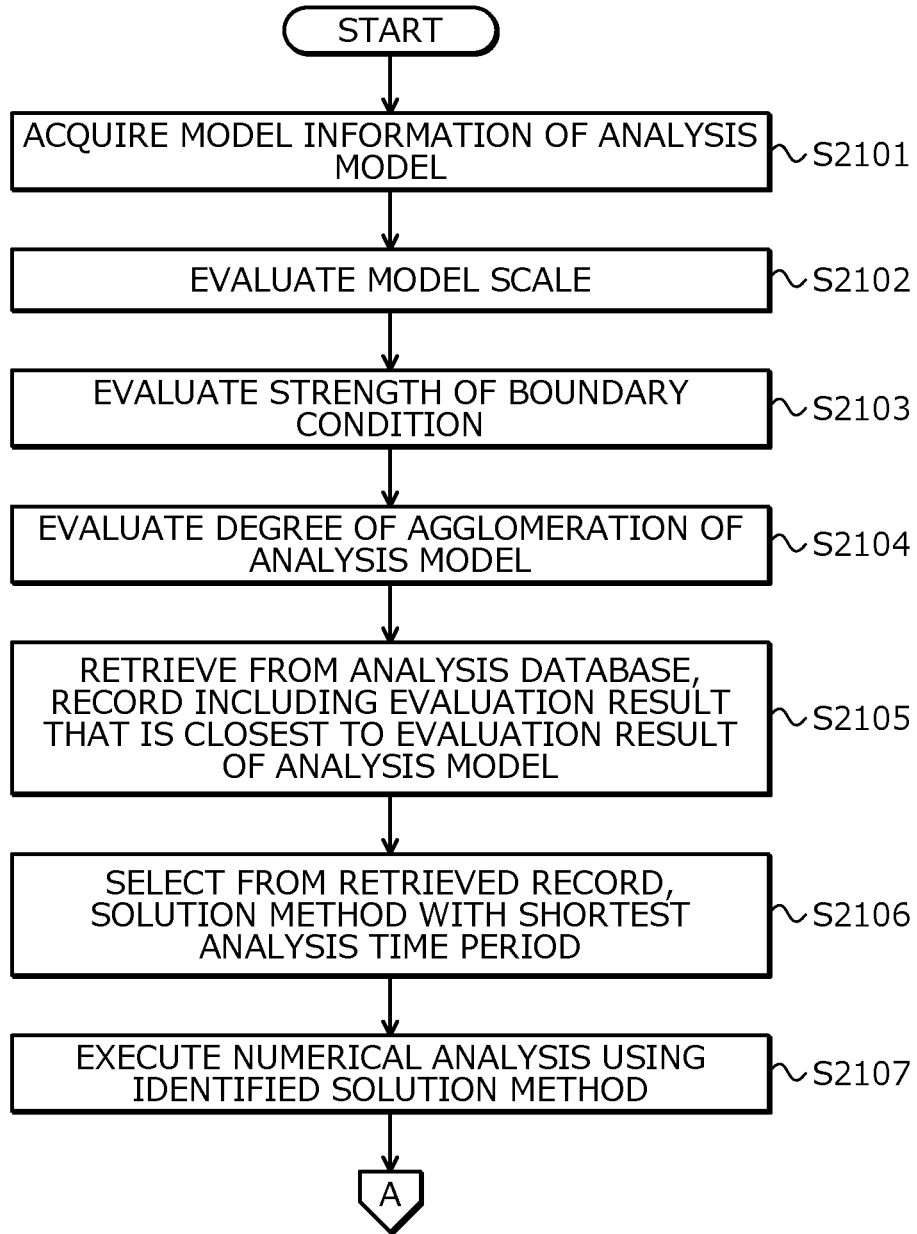 START
ACQUIRE MODEL INFORMATION OF ANALYSIS
MODEL
S2101
EVALUATE MODEL SCALE
S2102
EVALUATE STRENGTH OF BOUNDARY
CONDITION
S2103
EVALUATE DEGREE OF AGGLOMERATION OF
ANALYSIS MODEL
S2104
RETRIEVE FROM ANALYSIS DATABASE,
RECORD INCLUDING EVALUATION RESULT
THAT IS CLOSEST TO EVALUATION RESULT
OF ANALYSIS MODEL
S2105
SELECT FROM RETRIEVED RECORD,
SOLUTION METHOD WITH SHORTEST
ANALYSIS TIME PERIOD
S2106
EXECUTE NUMERICAL ANALYSIS USING
IDENTIFIED SOLUTION METHOD
S2107
A